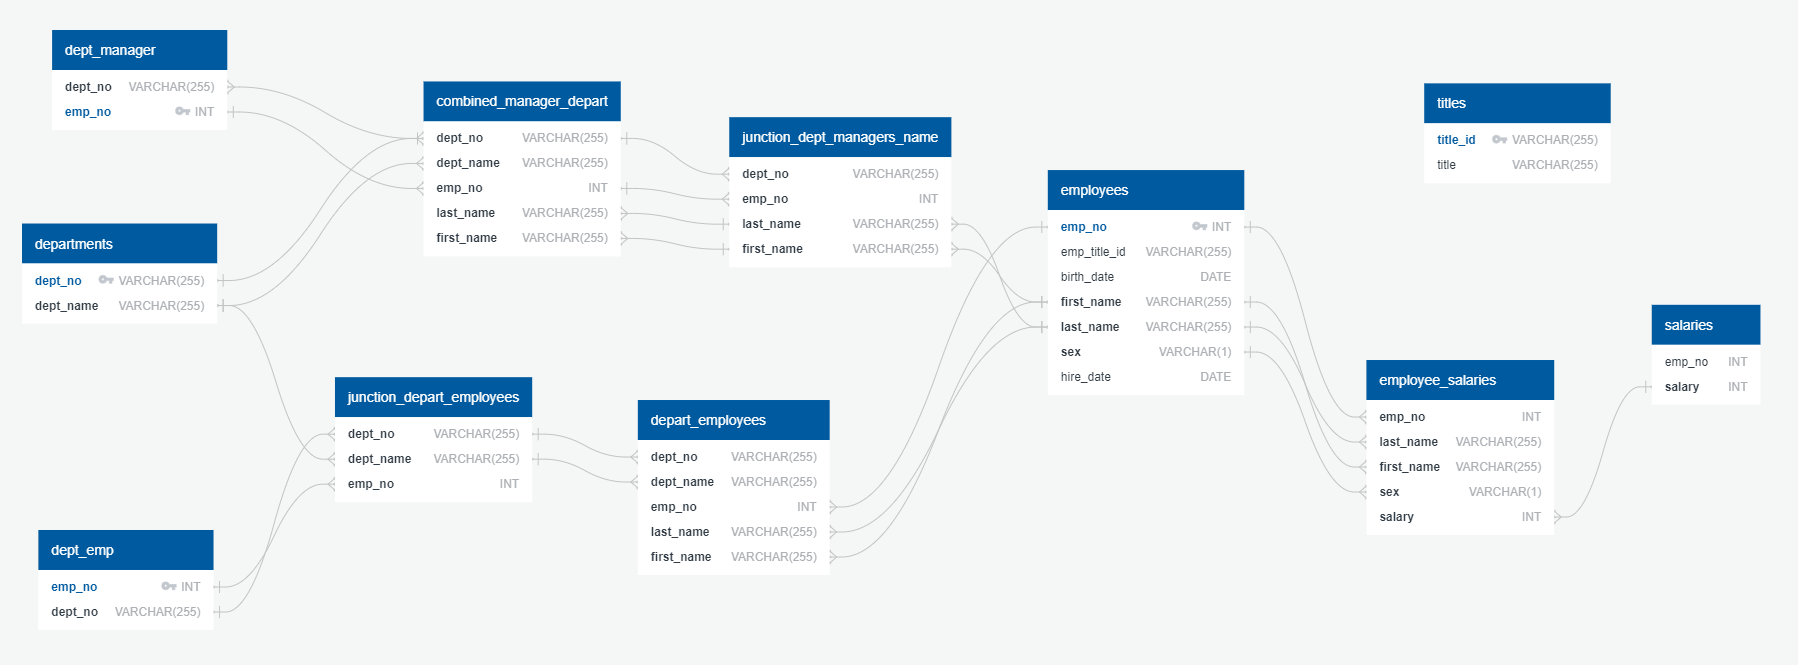 dept_manager
dept_no VARCHAR(255)
emp_no INT
combined_manager_depart
dept_no VARCHAR(255)
dept_name VARCHAR(255)
emp_no INT
last_name VARCHAR(255)
first_name VARCHAR(255)
junction_dept_managers_name
dept_no VARCHAR(255)
emp_no INT
last_name VARCHAR(255)
first_name VARCHAR(255)
titles
title_id VARCHAR(255)
title VARCHAR(255)
employees
emp_no INT
emp_title_id VARCHAR(255)
birth_date DATE
first_name VARCHAR(255)
last_name VARCHAR(255)
sex VARCHAR(1)
hire_date DATE
departments
dept_no VARCHAR(255)
dept_name VARCHAR(255)
salaries
emp_no INT
salary INT
employee_salaries
emp_no INT
last_name VARCHAR(255)
first_name VARCHAR(255)
sex VARCHAR(1)
salary INT
junction_depart_employees
dept_no VARCHAR(255)
dept_name VARCHAR(255)
emp_no INT
depart_employees
dept_no VARCHAR(255)
dept_name VARCHAR(255)
emp_no INT
last_name VARCHAR(255)
first_name VARCHAR(255)
dept_emp
emp_no INT
dept_no VARCHAR(255)